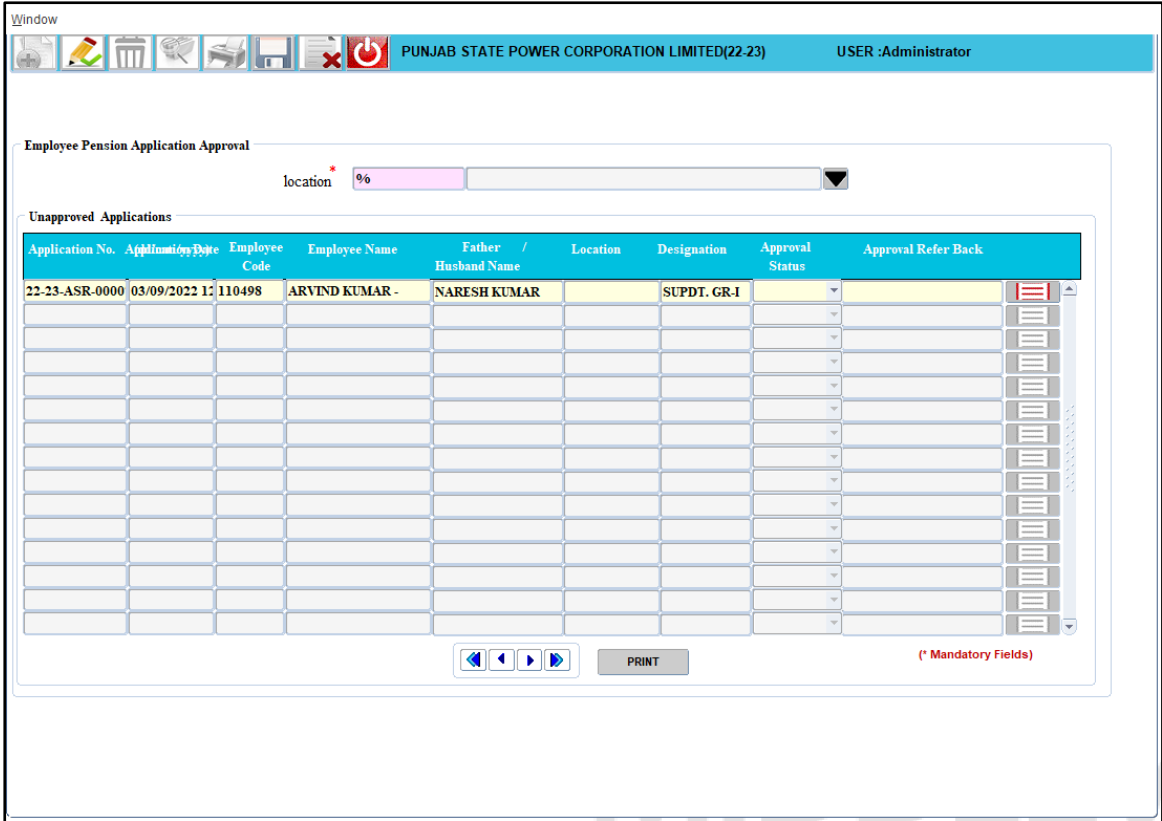 Window
PUNJAB STATE POWER CORPORATION LIMITED(22-23) USER :Administrator
Employee Pension Application Approval
location * %
Unapproved Applications
Application No. Application Date Employee Code Employee Name Father / Husband Name Location Designation Approval Status Approval Refer Back
22-23-ASR-0000 03/09/2022 12 110498 ARVIND KUMAR - NARESH KUMAR SUPDT. GR-I
PRINT
(* Mandatory Fields)